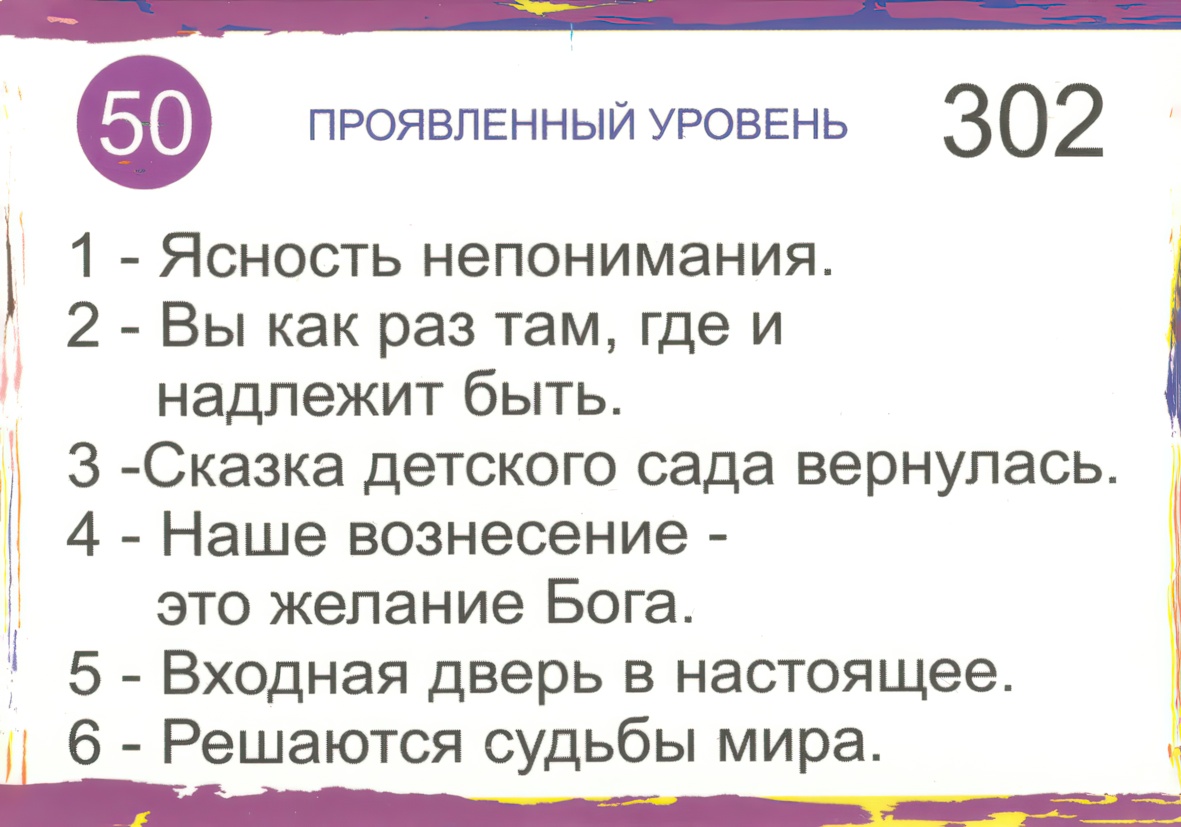 50
ПРОЯВЛЕННЫЙ УРОВЕНЬ
302
1 - Ясность непонимания.
2 - Вы как раз там, где и
надлежит быть.
3 -Сказка детского сада вернулась.
4 - Наше вознесение -
это желание Бога.
5 - Входная дверь в настоящее.
6 - Решаются судьбы мира.